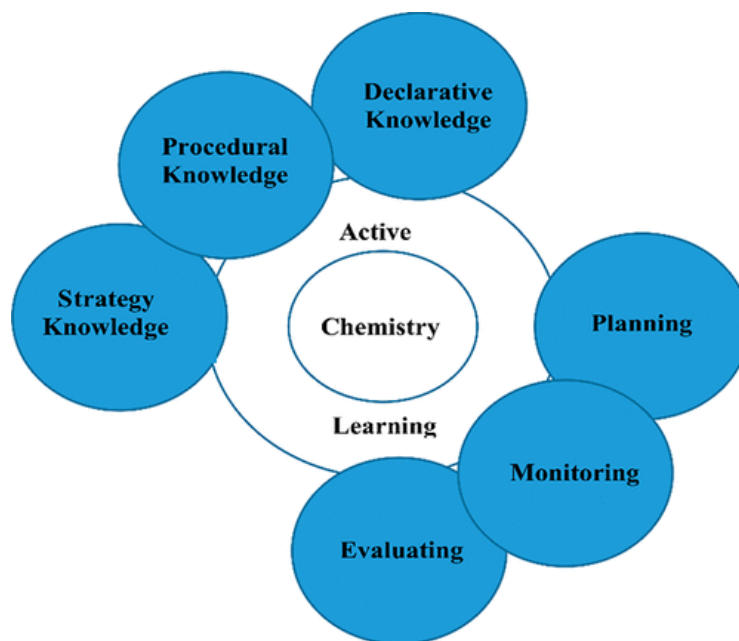 Declarative
Knowledge
Procedural
Knowledge
Active
Strategy
Knowledge
Chemistry
Planning
Learning
Monitoring
Evaluating